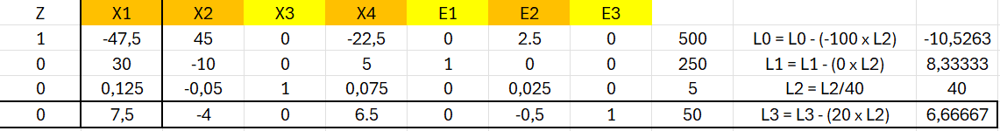 Z X1 X2 X3 X4 E1 E2 E3
1 -47,5 45 0 -22,5 0 2.5 0 500 L0 = L0 - (-100 x L2) -10,5263
0 30 -10 0 5 1 0 0 250 L1 = L1 - (0 x L2) 8,33333
0 0,125 -0,05 1 0,075 0 0,025 0 5 L2 = L2/40 40
0 7,5 -4 0 6.5 0 -0,5 1 50 L3 = L3 - (20 x L2) 6,66667